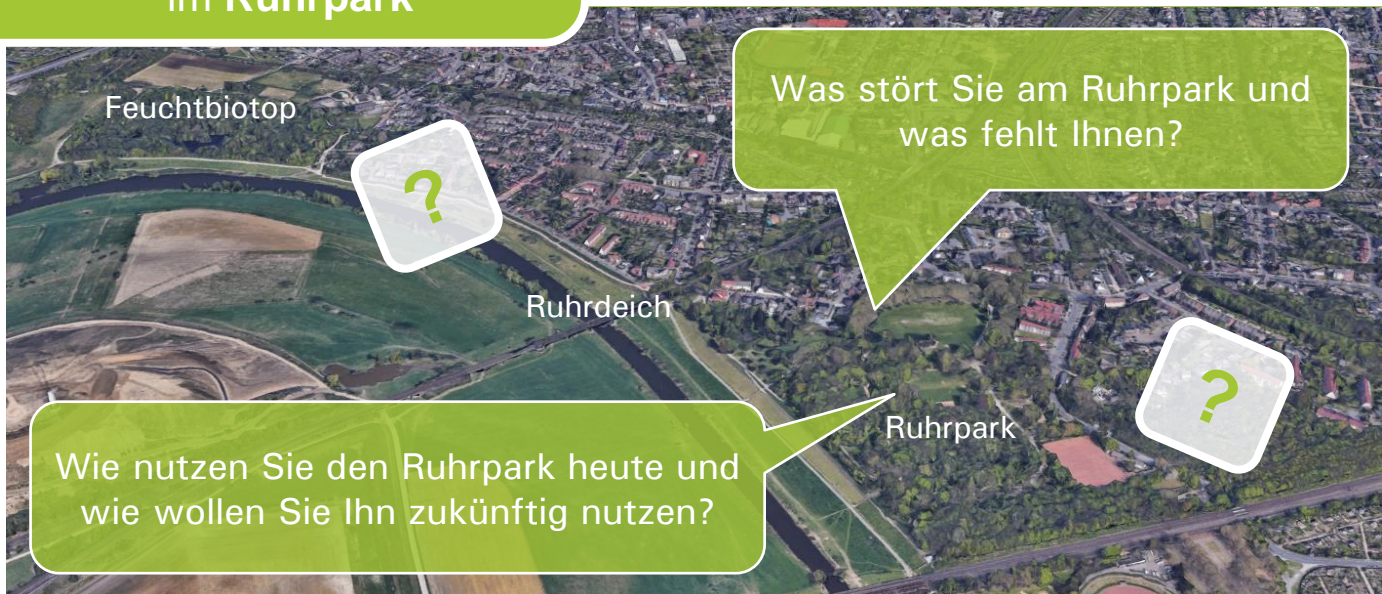 im Ruhrpark
Feuchtbiotop
Was stört Sie am Ruhrpark und
was fehlt Ihnen?
?
Ruhrdeich
?
Ruhrpark
Wie nutzen Sie den Ruhrpark heute und
wie wollen Sie Ihn zukünftig nutzen?